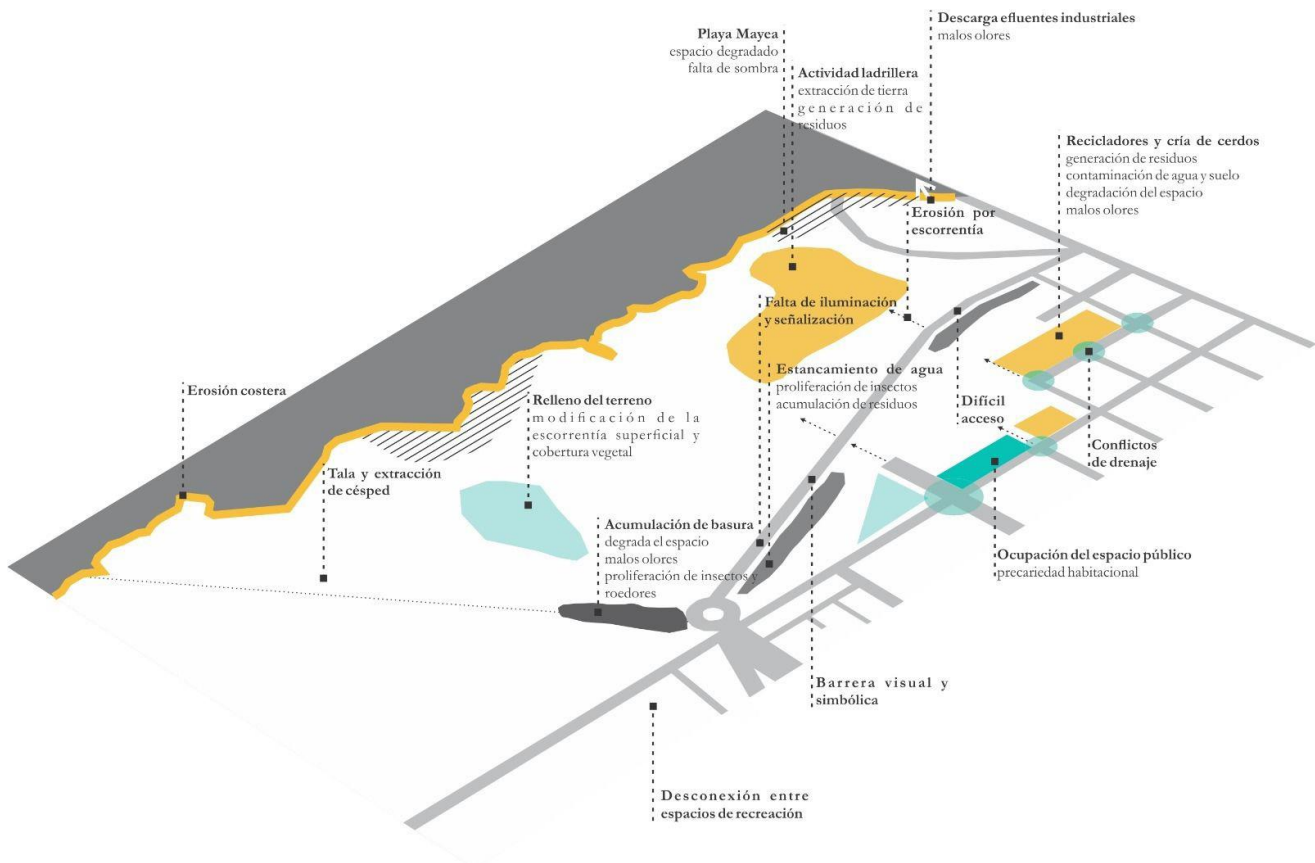 Descarga efluentes industriales
malos olores
Playa Mayea
espacio degradado
falta de sombra
Actividad ladrillera
extracción de tierra
generación de
residuos
Recicladores y cría de cerdos
generación de residuos
contaminación de agua y suelo
degradación del espacio
malos olores
Erosión por
escorrentía
Falta de iluminación
y señalización
Estancamiento de agua
proliferación de insectos
acumulación de residuos
Difícil
acceso
Erosión costera
Relleno del terreno
modificación de la
escorrentía superficial y
cobertura vegetal
Conflictos
de drenaje
Tala y extracción
de césped
Acumulación de basura
degrada el espacio
malos olores
proliferación de insectos y
roedores
Ocupación del espacio público
precariedad habitacional
Barrera visual y
simbólica
Desconexión entre
espacios de recreación